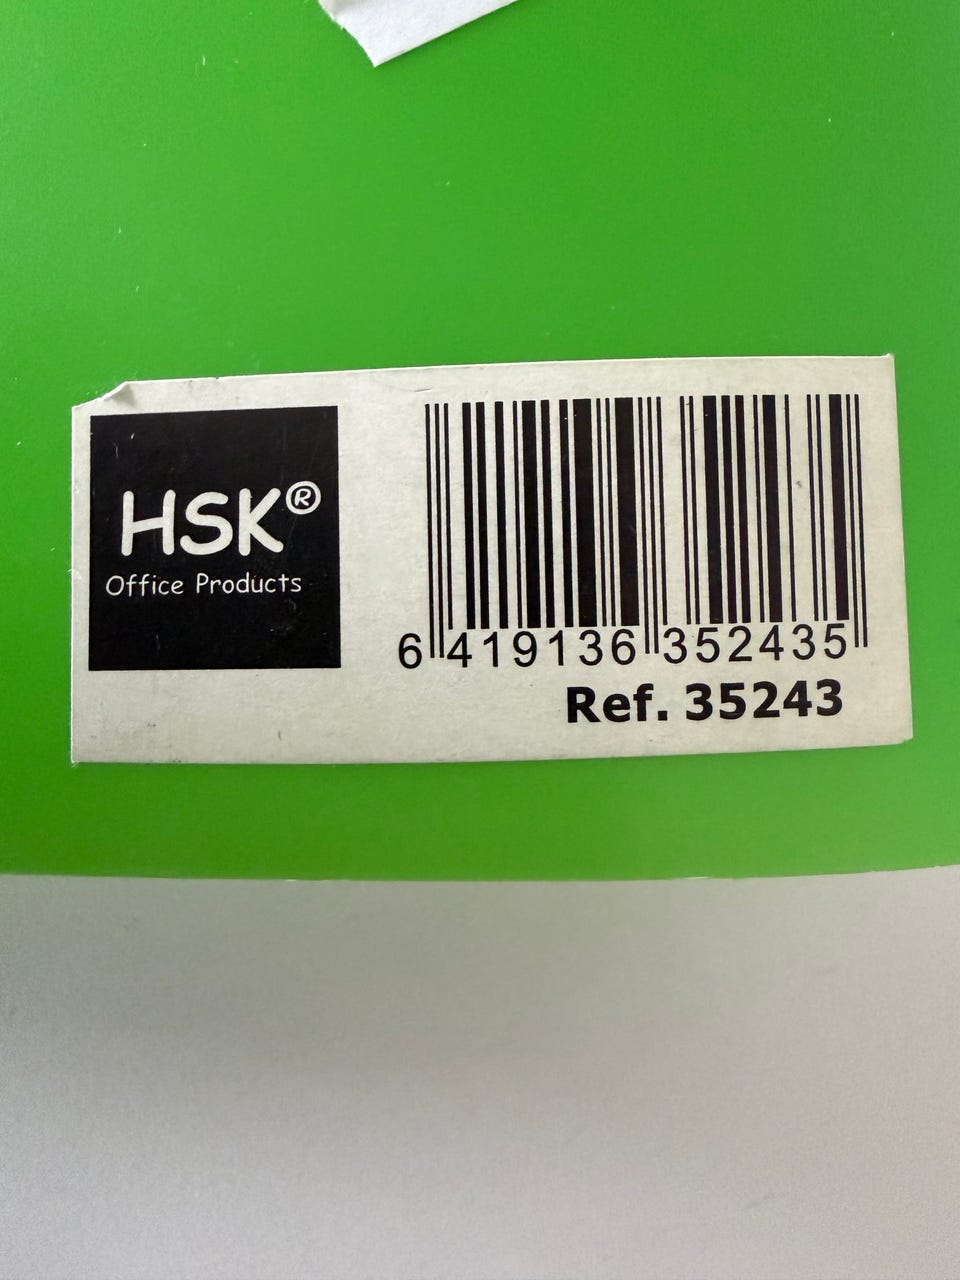 HSK®
Office Products
6 419136 352435
Ref. 35243